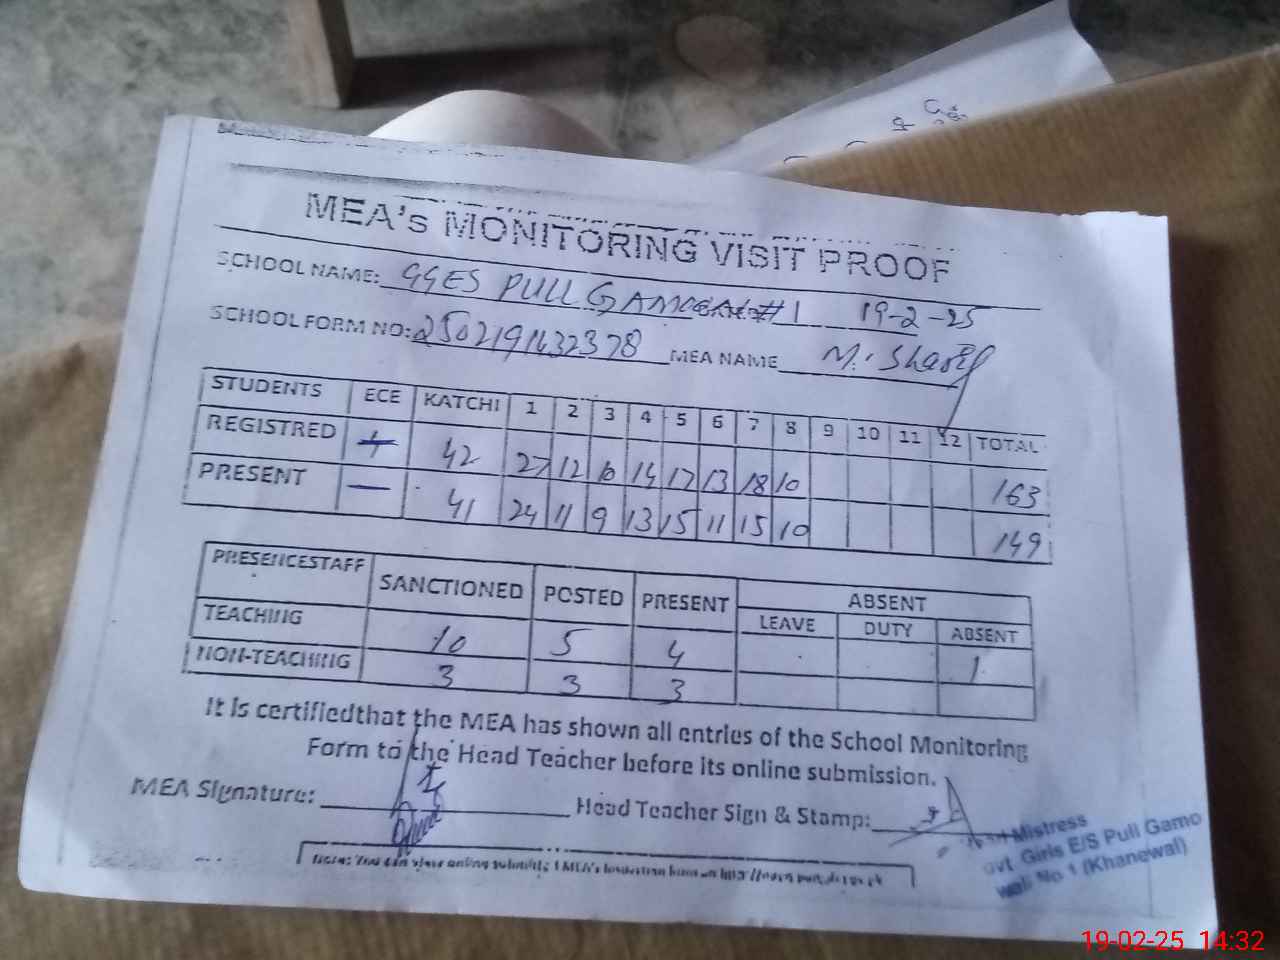 MEA's MONITORING VISIT PROOF
SCHOOL NAME: GGES PULL GAMOOAL #1 19-2-25
SCHOOL FORM NO: 2502191432378 MEA NAME M. Sharif
STUDENTS ECE KATCHI 1 2 3 4 5 6 7 8 9 10 11 12 TOTAL
REGISTRED + 42 27 12 10 14 17 13 18 10 163
PRESENT — 41 24 11 9 13 15 11 15 10 149
PRESENCESTAFF SANCTIONED POSTED PRESENT ABSENT
LEAVE DUTY ABSENT
TEACHING 10 5 4 1
NON-TEACHING 3 3 3
It is certifiedthat the MEA has shown all entries of the School Monitoring
Form to the Head Teacher before its online submission.
MEA Signature: Head Teacher Sign & Stamp:
Mistress
ovt. Girls E/S Pull Gamo
wali No 1 (Khanewal)
19-02-25 14:32